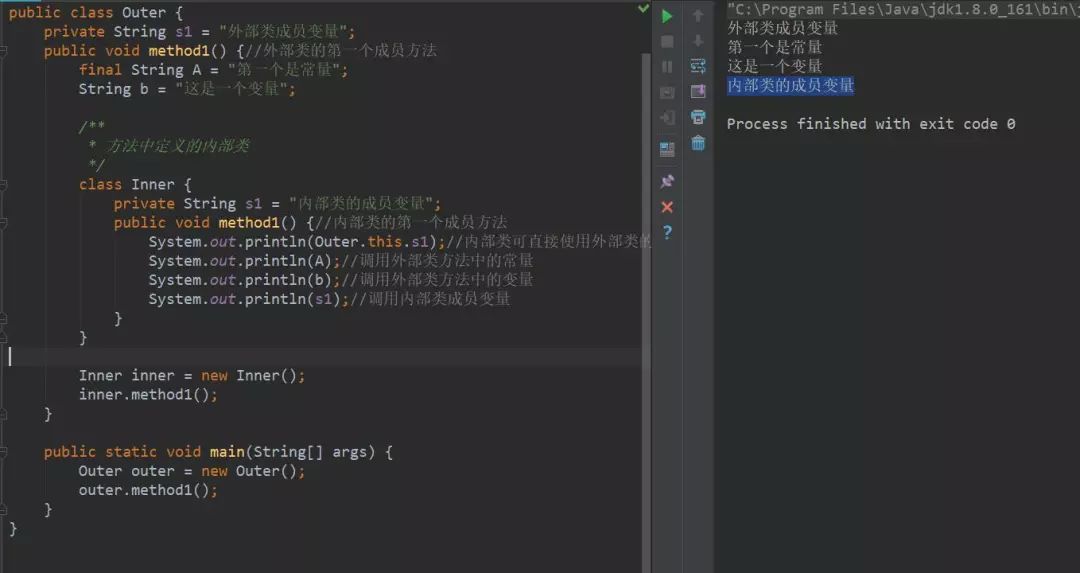 public class Outer {
    private String s1 = "外部类成员变量";
    public void method1() {//外部类的第一个成员方法
        final String A = "第一个是常量";
        String b = "这是一个变量";
        /**
         * 方法中定义的内部类
         */
        class Inner {
            private String s1 = "内部类的成员变量";
            public void method1() {//内部类的第一个成员方法
                System.out.println(Outer.this.s1);//内部类可直接使用外部类的
                System.out.println(A);//调用外部类方法中的常量
                System.out.println(b);//调用外部类方法中的变量
                System.out.println(s1);//调用内部类成员变量
            }
        }
        Inner inner = new Inner();
        inner.method1();
    }
    public static void main(String[] args) {
        Outer outer = new Outer();
        outer.method1();
    }
}
"C:\Program Files\Java\jdk1.8.0_161\bin\
外部类成员变量
第一个是常量
这是一个变量
内部类的成员变量
Process finished with exit code 0